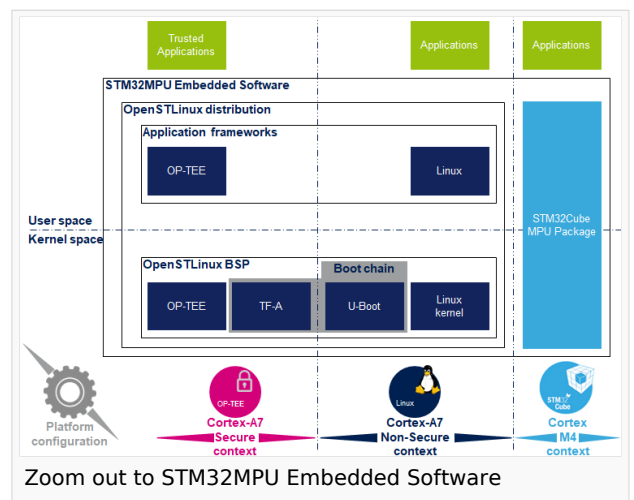 Trusted
Applications
Applications
Applications
STM32MPU Embedded Software
OpenSTLinux distribution
Application frameworks
OP-TEE
Linux
User space
Kernel space
STM32Cube
MPU Package
OpenSTLinux BSP
Boot chain
OP-TEE
TF-A
U-Boot
Linux
kernel
Platform
configuration
OP-TEE
Cortex-A7
Secure
context
Linux
Cortex-A7
Non-Secure
context
STM32
Cube
Cortex
M4
context
Zoom out to STM32MPU Embedded Software